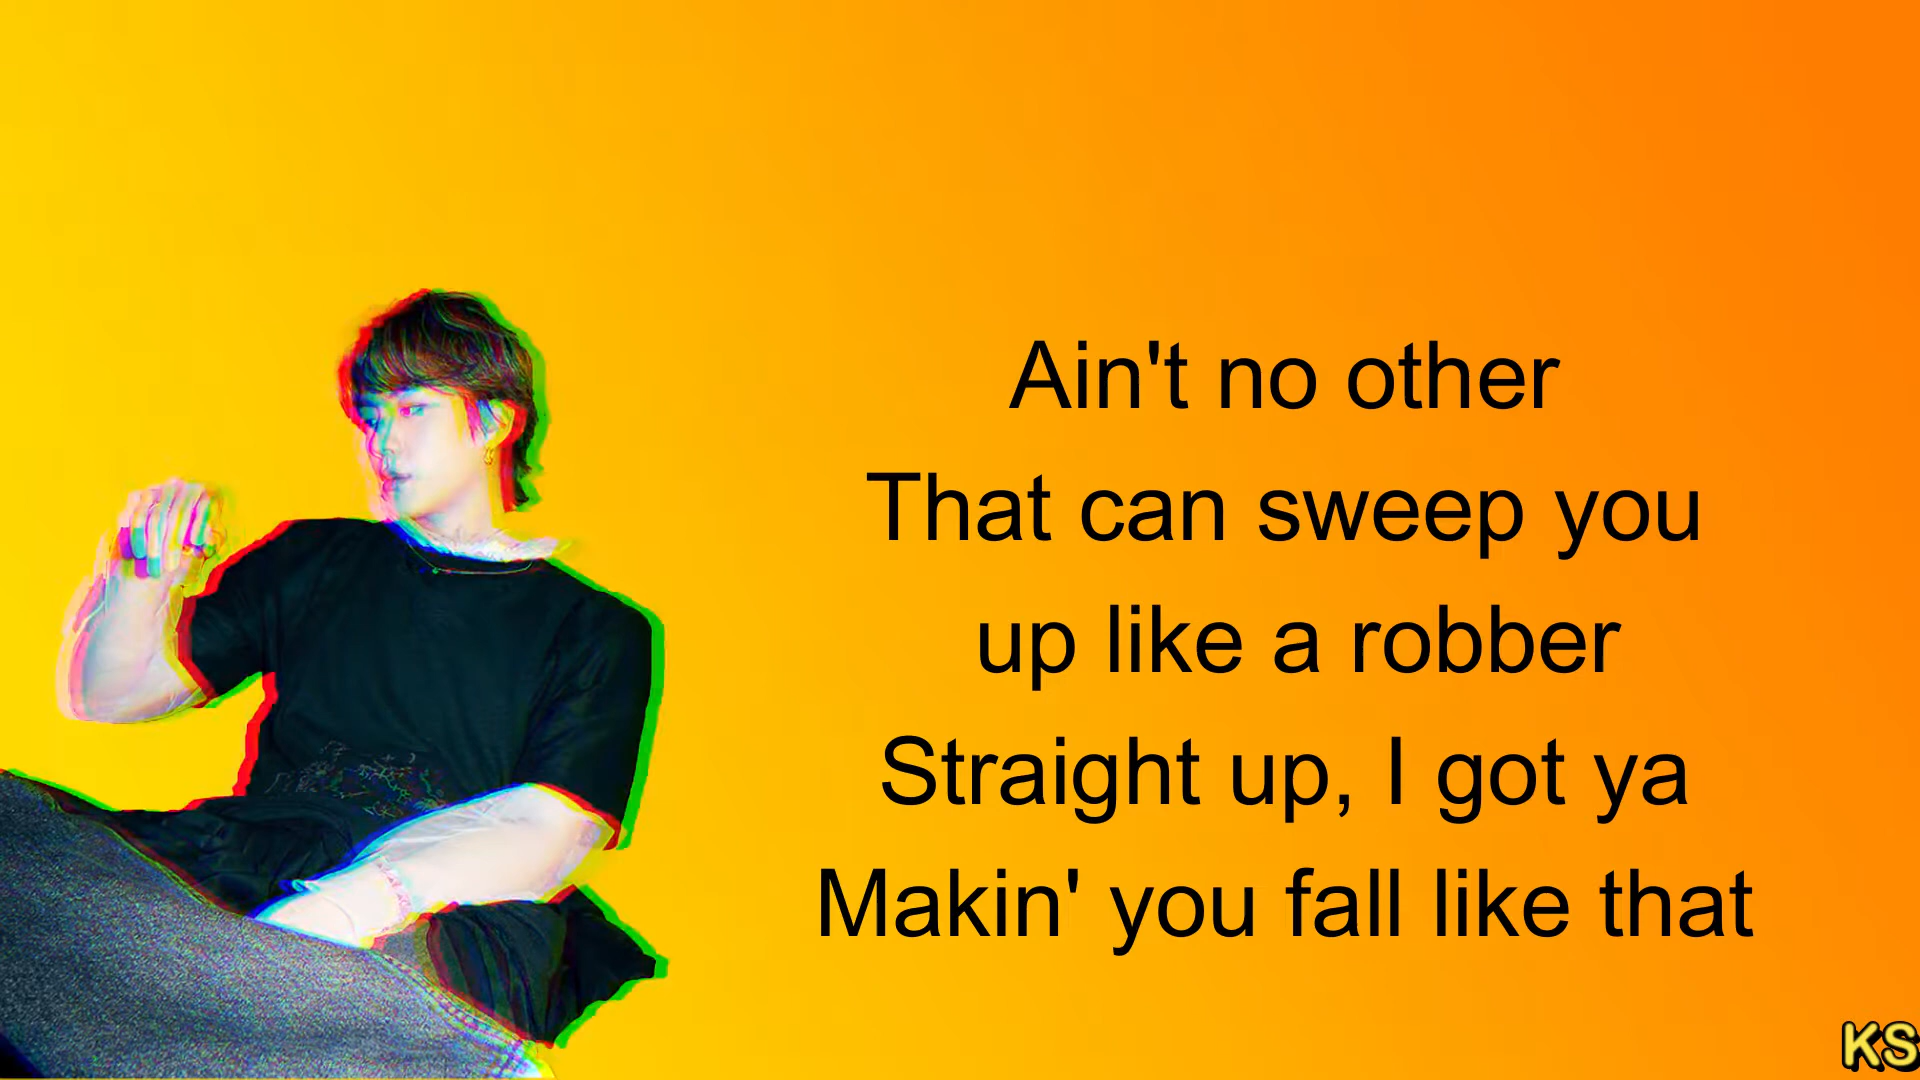 Ain't no other
That can sweep you
up like a robber
Straight up, I got ya
Makin' you fall like that
KS